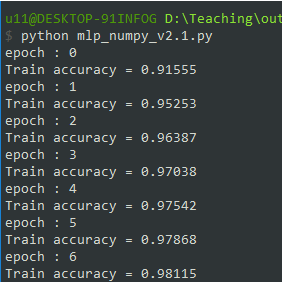 u11@DESKTOP-91INFOG D:\Teaching\out
$ python mlp_numpy_v2.1.py
epoch : 0
Train accuracy = 0.91555
epoch : 1
Train accuracy = 0.95253
epoch : 2
Train accuracy = 0.96387
epoch : 3
Train accuracy = 0.97038
epoch : 4
Train accuracy = 0.97542
epoch : 5
Train accuracy = 0.97868
epoch : 6
Train accuracy = 0.98115